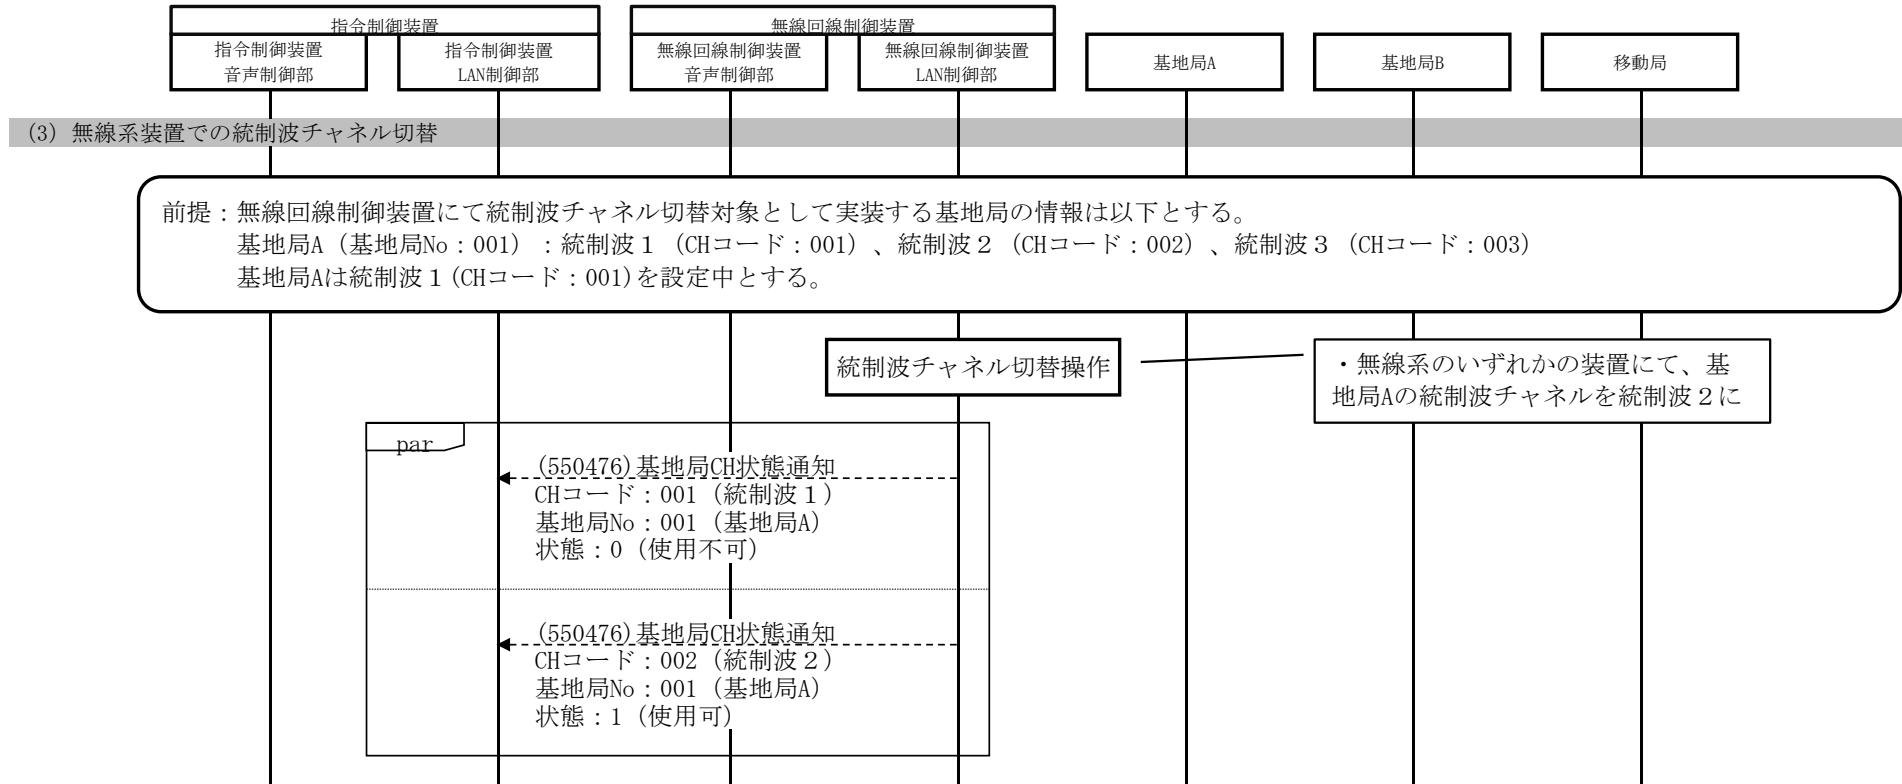 指令制御装置
無線回線制御装置
指令制御装置
音声制御部
指令制御装置
LAN制御部
無線回線制御装置
音声制御部
無線回線制御装置
LAN制御部
基地局A
基地局B
移動局
(3) 無線系装置での統制波チャネル切替
前提：無線回線制御装置にて統制波チャネル切替対象として実装する基地局の情報は以下とする。
基地局A（基地局No：001）：統制波１（CHコード：001）、統制波２（CHコード：002）、統制波３（CHコード：003）
基地局Aは統制波１(CHコード：001)を設定中とする。
統制波チャネル切替操作
・無線系のいずれかの装置にて、基
地局Aの統制波チャネルを統制波２に
par
(550476)基地局CH状態通知
CHコード：001（統制波１）
基地局No：001（基地局A）
状態：0（使用不可）
(550476)基地局CH状態通知
CHコード：002（統制波２）
基地局No：001（基地局A）
状態：1（使用可）